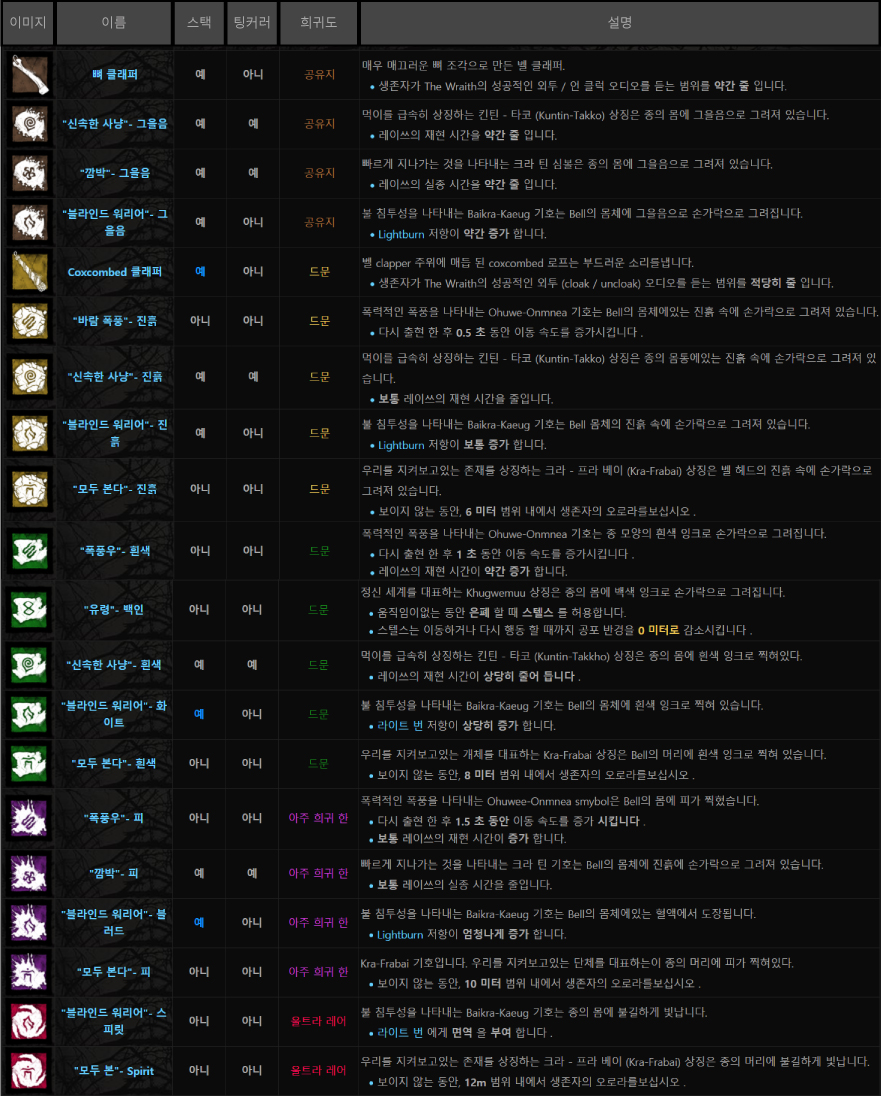 이미지 이름 스택 팅커러 희귀도 설명
뼈 클래퍼 예 아니 공유지
매우 매끄러운 뼈 조각으로 만든 벨 클래퍼.
• 생존자가 The Wraith의 성공적인 외투 / 언 클럭 오디오를 듣는 범위를 약간 줄 입니다.
"신속한 사냥"- 그을음 예 예 공유지
먹이를 급속히 상징하는 킨틴 - 타코 (Kuntin-Takko) 상징은 종의 몸에 그을음으로 그려져 있습니다.
• 레이쓰의 재현 시간을 약간 줄 입니다.
"깜박"- 그을음 예 예 공유지
빠르게 지나가는 것을 나타내는 크라 틴 심볼은 종의 몸에 그을음으로 그려져 있습니다.
• 레이쓰의 실종 시간을 약간 줄 입니다.
"블라인드 워리어"- 그
을음
예 아니 공유지
불 침투성을 나타내는 Baikra-Kaeug 기호는 Bell의 몸체에 그을음으로 손가락으로 그려집니다.
• Lightburn 저항이 약간 증가 합니다.
Coxcombed 클래퍼 예 아니 드문
벨 clapper 주위에 매듭 된 coxcombed 로프는 부드러운 소리를냅니다.
• 생존자가 The Wraith의 성공적인 외투 (cloak / uncloak) 오디오를 듣는 범위를 적당히 줄 입니다.
"바람 폭풍"- 진흙 아니 아니 드문
폭력적인 폭풍을 나타내는 Ohuwe-Onmnea 기호는 Bell의 몸체에있는 진흙 속에 손가락으로 그려져 있습니다.
• 다시 출현 한 후 0.5 초 동안 이동 속도를 증가시킵니다 .
"신속한 사냥"- 진흙 예 예 드문
먹이를 급속히 상징하는 킨틴 - 타코 (Kuntin-Takko) 상징은 종의 몸통에있는 진흙 속에 손가락으로 그려져 있
습니다.
• 보통 레이쓰의 재현 시간을 줄입니다.
"블라인드 워리어"- 진
흙
예 아니 드문
불 침투성을 나타내는 Baikra-Kaeug 기호는 Bell 몸체의 진흙 속에 손가락으로 그려져 있습니다.
• Lightburn 저항이 보통 증가 합니다.
"모두 본다"- 진흙 아니 아니 드문
우리를 지켜보고있는 존재를 상징하는 크라 - 프라 베이 (Kra-Frabai) 상징은 벨 헤드의 진흙 속에 손가락으로
그려져 있습니다.
• 보이지 않는 동안, 6 미터 범위 내에서 생존자의 오로라를보십시오 .
"폭풍우"- 흰색 아니 아니 드문
폭력적인 폭풍을 나타내는 Ohuwe-Onmnea 기호는 종 모양의 흰색 잉크로 손가락으로 그려집니다.
• 다시 출현 한 후 1 초 동안 이동 속도를 증가시킵니다 .
• 레이쓰의 재현 시간이 약간 증가 합니다.
"유령"- 백인 아니 아니 드문
정신 세계를 대표하는 Khugwemuu 상징은 종의 몸에 백색 잉크로 손가락으로 그려집니다.
• 움직임이없는 동안 은폐 할 때 스텔스 를 허용합니다.
• 스텔스는 이동하거나 다시 행동 할 때까지 공포 반경을 0 미터로 감소시킵니다 .
"신속한 사냥"- 흰색 예 예 드문
먹이를 급속히 상징하는 킨틴 - 타코 (Kuntin-Takkho) 상징은 종의 몸에 흰색 잉크로 찍혀있다.
• 레이쓰의 재현 시간이 상당히 줄어 듭니다 .
"블라인드 워리어"- 화
이트
예 아니 드문
불 침투성을 나타내는 Baikra-Kaeug 기호는 Bell의 몸체에 흰색 잉크로 찍혀 있습니다.
• 라이트 번 저항이 상당히 증가 합니다.
"모두 본다"- 흰색 아니 아니 드문
우리를 지켜보고있는 개체를 대표하는 Kra-Frabai 상징은 Bell의 머리에 흰색 잉크로 찍혀 있습니다.
• 보이지 않는 동안, 8 미터 범위 내에서 생존자의 오로라를보십시오 .
"폭풍우"- 피 아니 아니 아주 희귀 한
폭력적인 폭풍을 나타내는 Ohuwee-Onmnea smybol은 Bell의 몸에 피가 찍혔습니다.
• 다시 출현 한 후 1.5 초 동안 이동 속도를 증가 시킵니다 .
• 보통 레이쓰의 재현 시간이 증가 합니다.
"깜박"- 피 예 예 아주 희귀 한
빠르게 지나가는 것을 나타내는 크라 틴 기호는 Bell의 몸체에 진흙에 손가락으로 그려져 있습니다.
• 보통 레이쓰의 실종 시간을 줄입니다.
"블라인드 워리어"- 블
러드
예 아니 아주 희귀 한
불 침투성을 나타내는 Baikra-Kaeug 기호는 Bell의 몸체에있는 혈액에서 도장됩니다.
• Lightburn 저항이 엄청나게 증가 합니다.
"모두 본다"- 피 아니 아니 아주 희귀 한
Kra-Frabai 기호입니다. 우리를 지켜보고있는 단체를 대표하는이 종의 머리에 피가 찍혀있다.
• 보이지 않는 동안, 10 미터 범위 내에서 생존자의 오로라를보십시오 .
"블라인드 워리어"- 스
피릿
아니 아니 울트라 레어
불 침투성을 나타내는 Baikra-Kaeug 기호는 종의 몸에 불길하게 빛납니다.
• 라이트 번 에게 면역 을 부여 합니다 .
"모두 본"- Spirit 아니 아니 울트라 레어
우리를 지켜보고있는 존재를 상징하는 크라 - 프라 베이 (Kra-Frabai) 상징은 종의 머리에 불길하게 빛납니다.
• 보이지 않는 동안, 12m 범위 내에서 생존자의 오로라를보십시오 .